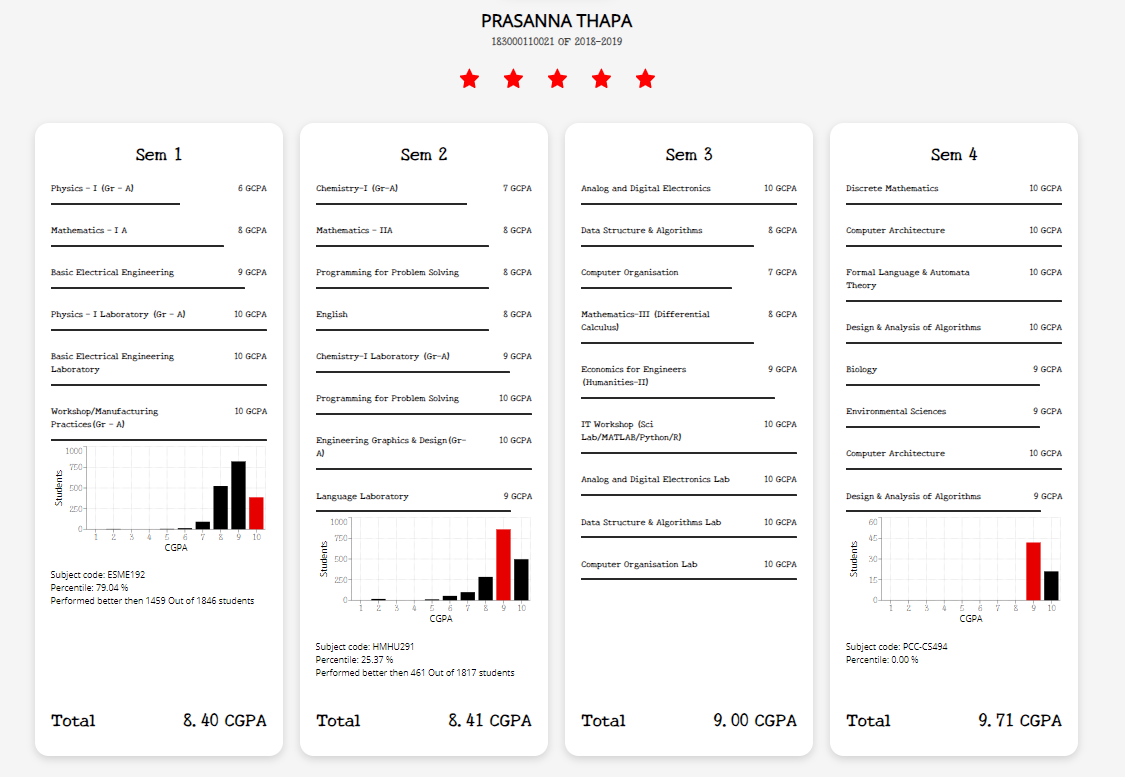 PRASANNA THAPA
183000110021 OF 2018-2019
Sem 1
Physics - I (Gr - A) 6 GCPA
Mathematics - I A 8 GCPA
Basic Electrical Engineering 9 GCPA
Physics - I Laboratory (Gr - A) 10 GCPA
Basic Electrical Engineering 10 GCPA
Laboratory
Workshop/Manufacturing 10 GCPA
Practices(Gr - A)
1000
750
500
250
0
Students
1 2 3 4 5 6 7 8 9 10
CGPA
Subject code: ESME192
Percentile: 79.04 %
Performed better then 1459 Out of 1846 students
Total 8.40 CGPA
Sem 2
Chemistry-I (Gr-A) 7 GCPA
Mathematics - IIA 8 GCPA
Programming for Problem Solving 8 GCPA
English 8 GCPA
Chemistry-I Laboratory (Gr-A) 9 GCPA
Programming for Problem Solving 10 GCPA
Engineering Graphics & Design(Gr- 10 GCPA
A)
Language Laboratory 9 GCPA
1000
750
500
250
0
Students
1 2 3 4 5 6 7 8 9 10
CGPA
Subject code: HMHU291
Percentile: 25.37 %
Performed better then 461 Out of 1817 students
Total 8.41 CGPA
Sem 3
Analog and Digital Electronics 10 GCPA
Data Structure & Algorithms 8 GCPA
Computer Organisation 7 GCPA
Mathematics-III (Differential 8 GCPA
Calculus)
Economics for Engineers 9 GCPA
(Humanities-II)
IT Workshop (Sci 10 GCPA
Lab/MATLAB/Python/R)
Analog and Digital Electronics Lab 10 GCPA
Data Structure & Algorithms Lab 10 GCPA
Computer Organisation Lab 10 GCPA
Total 9.00 CGPA
Sem 4
Discrete Mathematics 10 GCPA
Computer Architecture 10 GCPA
Formal Language & Automata 10 GCPA
Theory
Design & Analysis of Algorithms 10 GCPA
Biology 9 GCPA
Environmental Sciences 9 GCPA
Computer Architecture 10 GCPA
Design & Analysis of Algorithms 9 GCPA
60
45
30
15
0
Students
1 2 3 4 5 6 7 8 9 10
CGPA
Subject code: PCC-CS494
Percentile: 0.00 %
Total 9.71 CGPA